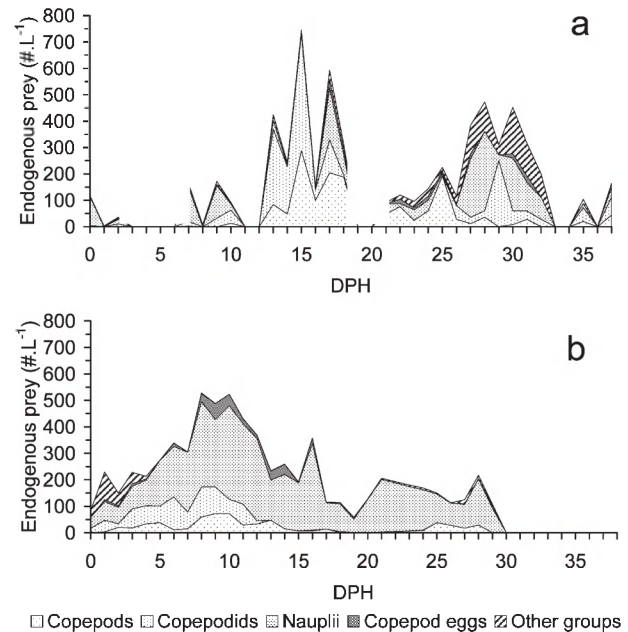 a
Endogenous prey (#.L⁻¹)
800
700
600
500
400
300
200
100
0
0 5 10 15 20 25 30 35
DPH
b
Endogenous prey (#.L⁻¹)
800
700
600
500
400
300
200
100
0
0 5 10 15 20 25 30 35
DPH
Copepods Copepodids Nauplii Copepod eggs Other groups